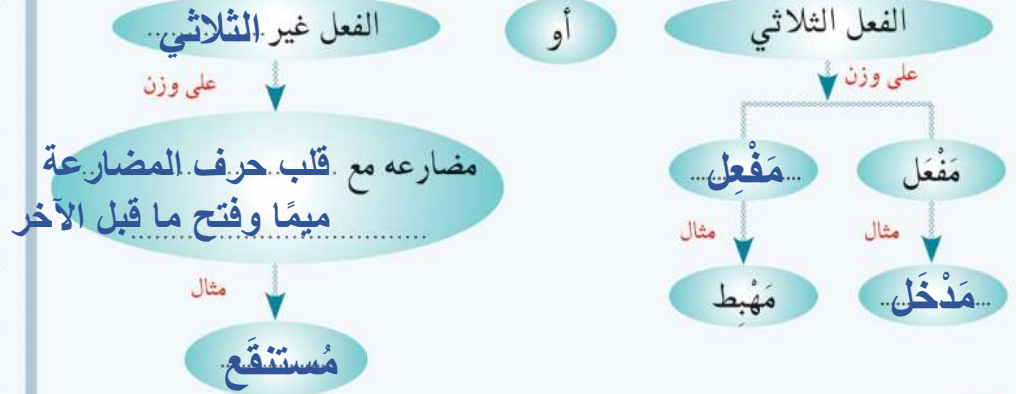 الفعل الثلاثي
أو
الفعل غير الثلاثي
على وزن
على وزن
مَفْعَل
مَفْعِل
مضارعه مع قلب حرف المضارعة
ميمًا وفتح ما قبل الآخر
مثال
مثال
مثال
مَدْخَل
مَهْبِط
مُستنقَع